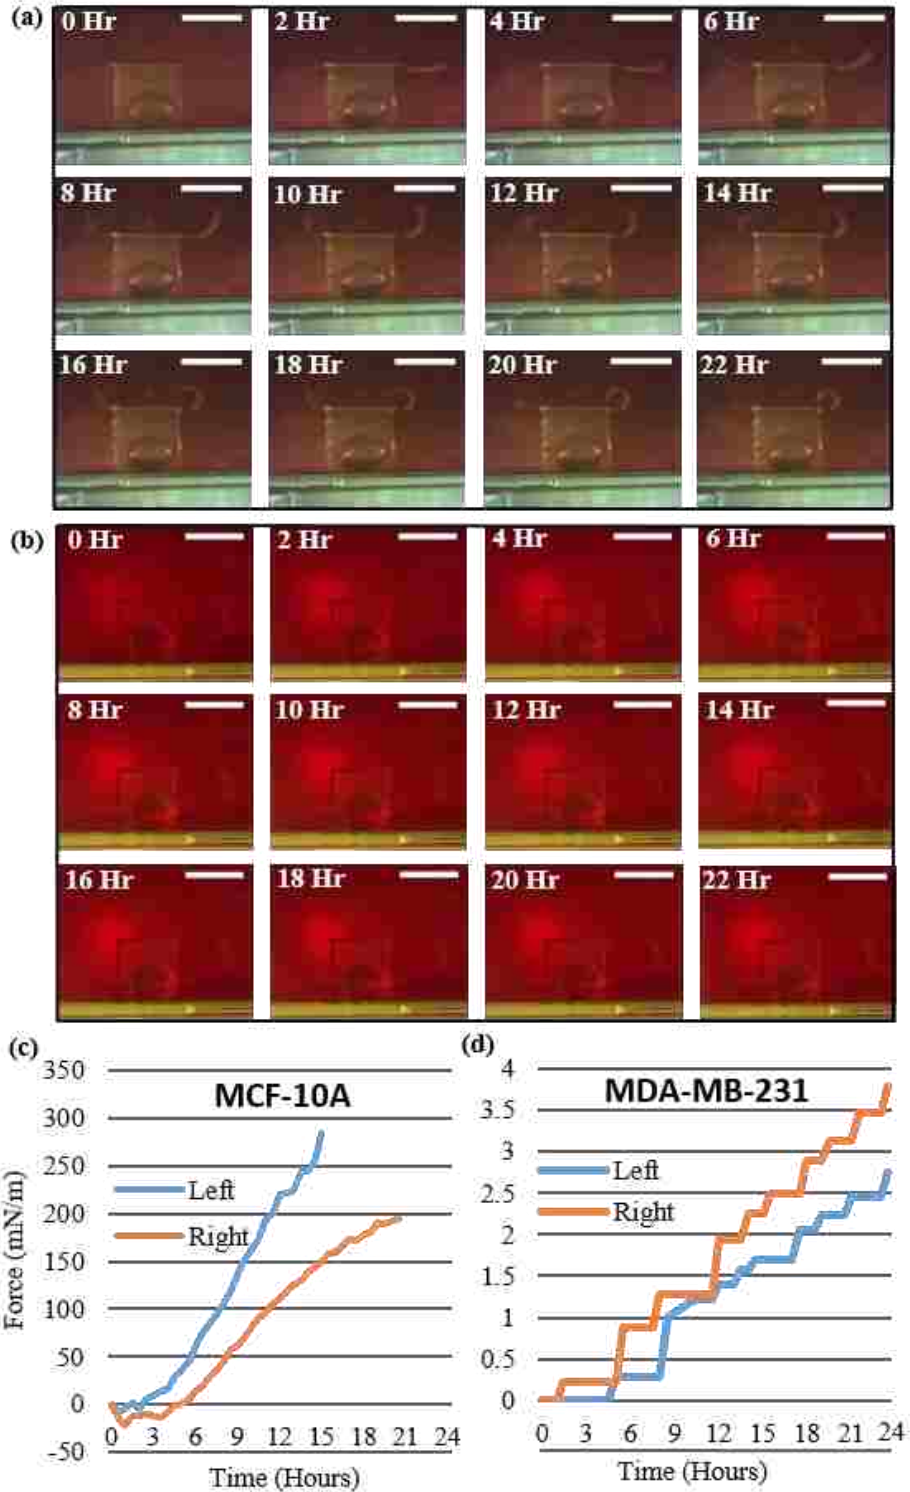 (a)
0 Hr 2 Hr 4 Hr 6 Hr
8 Hr 10 Hr 12 Hr 14 Hr
16 Hr 18 Hr 20 Hr 22 Hr
(b)
0 Hr 2 Hr 4 Hr 6 Hr
8 Hr 10 Hr 12 Hr 14 Hr
16 Hr 18 Hr 20 Hr 22 Hr
(c)
MCF-10A
Force (mN/m)
350
300
250
200
150
100
50
0
-50
Left
Right
0 3 6 9 12 15 18 21 24
Time (Hours)
(d)
MDA-MB-231
4
3.5
3
2.5
2
1.5
1
0.5
0
Left
Right
0 3 6 9 12 15 18 21 24
Time (Hours)